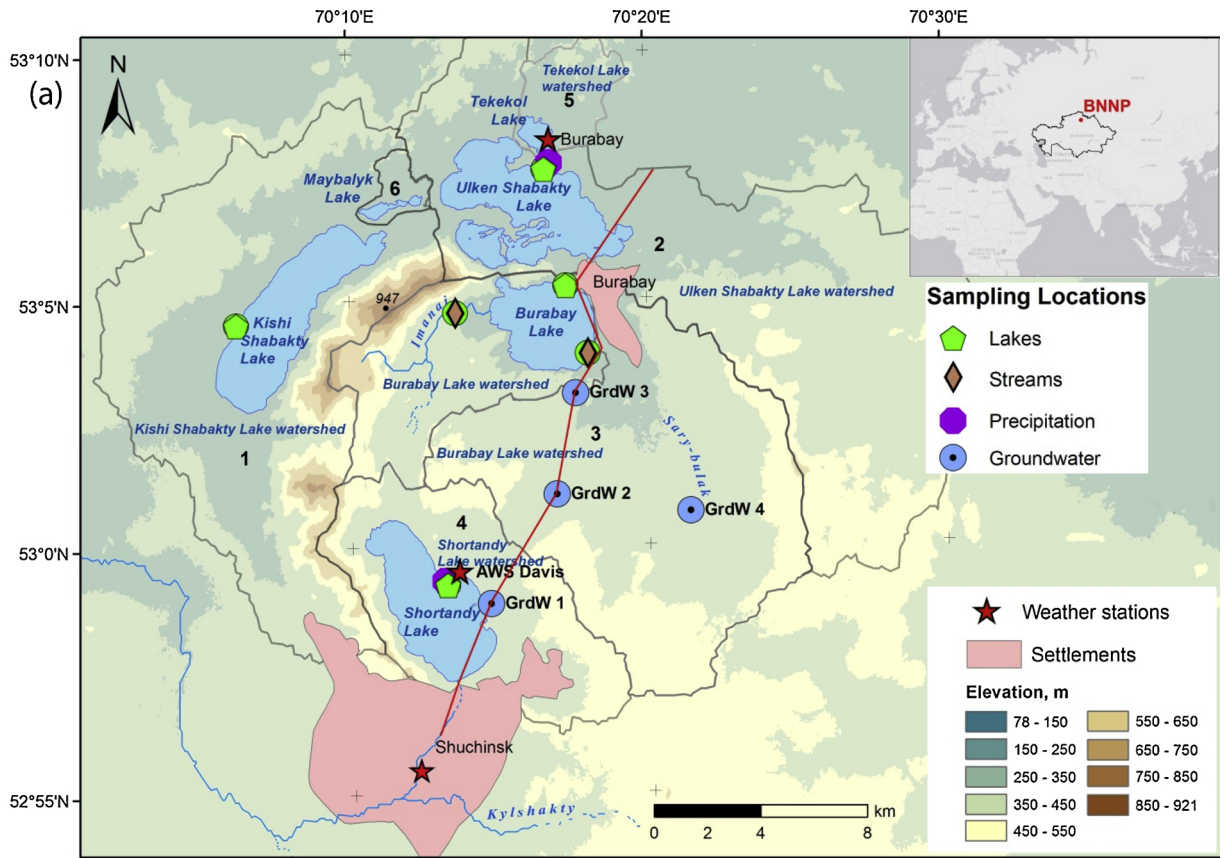 70°10'E
70°20'E
70°30'E
53°10'N
53°5'N
53°0'N
52°55'N
(a)
N
Tekekol Lake
watershed
5
Tekekol
Lake
Burabay
BNNP
Maybalyk
Lake
6
Ulken Shabakty
Lake
2
Burabay
Ulken Shabakty Lake watershed
947
Imanai
Burabay
Lake
Kishi
Shabakty
Lake
Burabay Lake watershed
GrdW 3
Kishi Shabakty Lake watershed
1
3
Burabay Lake watershed
Sary-bulak
GrdW 2
GrdW 4
4
Shortandy
Lake watershed
AWS Davis
GrdW 1
Shortandy
Lake
Shuchinsk
Kylshakty
km
0 2 4 8
Sampling Locations
Lakes
Streams
Precipitation
Groundwater
Weather stations
Settlements
Elevation, m
78 - 150
150 - 250
250 - 350
350 - 450
450 - 550
550 - 650
650 - 750
750 - 850
850 - 921